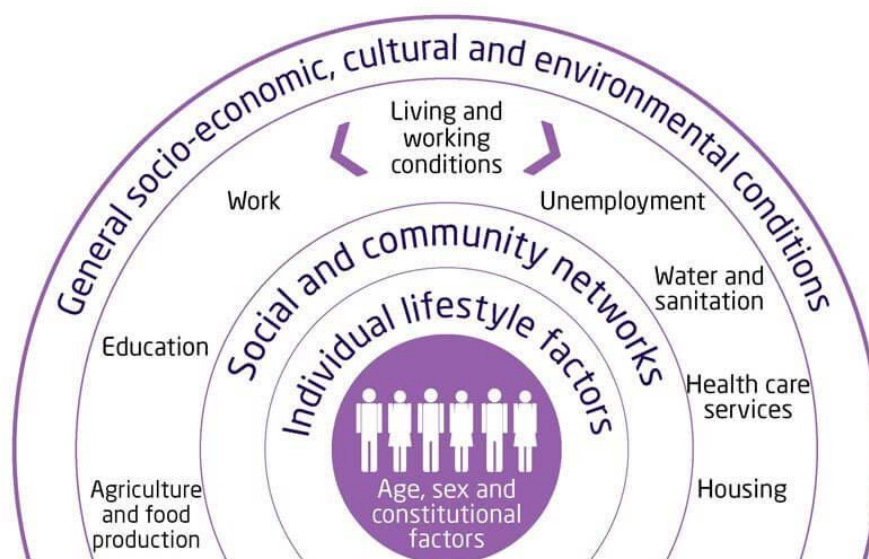 General socio-economic, cultural and environmental conditions
Living and
working
conditions
Work
Unemployment
Social and community networks
Water and
sanitation
Individual lifestyle factors
Education
Health care
services
Agriculture
and food
production
Age, sex and
constitutional
factors
Housing